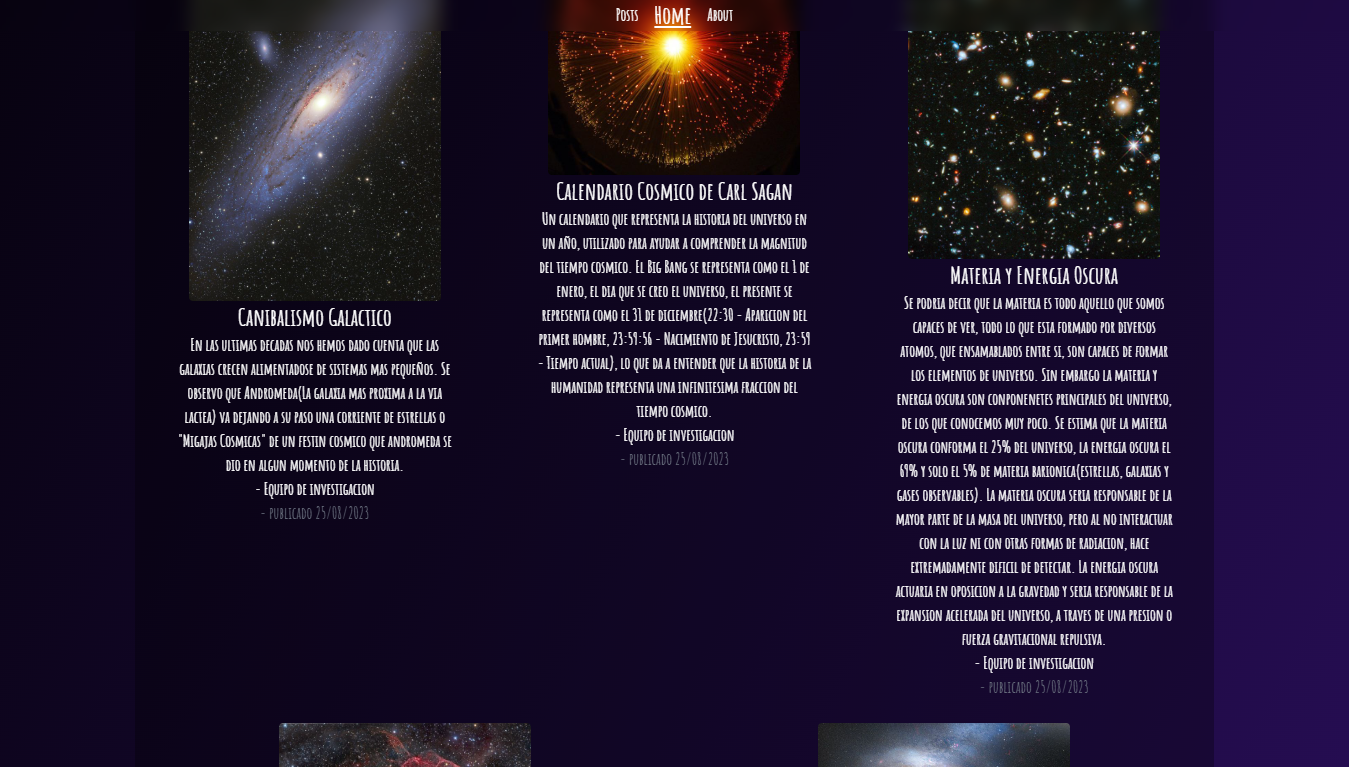 Posts Home About
Canibalismo Galactico
En las ultimas decadas nos hemos dado cuenta que las
galaxias crecen alimentadose de sistemas mas pequeños. Se
observo que Andromeda(La galaxia mas proxima a la via
lactea) va dejando a su paso una corriente de estrellas o
"Migajas Cosmicas" de un festin cosmico que andromeda se
dio en algun momento de la historia.
- Equipo de investigacion
- publicado 25/08/2023
Calendario Cosmico de Carl Sagan
Un calendario que representa la historia del universo en
un año, utilizado para ayudar a comprender la magnitud
del tiempo cosmico. El Big Bang se representa como el 1 de
enero, el dia que se creo el universo, el presente se
representa como el 31 de diciembre(22:30 - Aparicion del
primer hombre, 23:59:56 - Nacimiento de Jesucristo, 23:59
- Tiempo actual), lo que da a entender que la historia de la
humanidad representa una infinitesima fraccion del
tiempo cosmico.
- Equipo de investigacion
- publicado 25/08/2023
Materia y Energia Oscura
Se podria decir que la materia es todo aquello que somos
capaces de ver, todo lo que esta formado por diversos
atomos, que ensamablados entre si, son capaces de formar
los elementos de universo. Sin embargo la materia y
energia oscura son conponenetes principales del universo,
de los que conocemos muy poco. Se estima que la materia
oscura conforma el 25% del universo, la energia oscura el
69% y solo el 5% de materia barionica(estrellas, galaxias y
gases observables). La materia oscura seria responsable de la
mayor parte de la masa del universo, pero al no interactuar
con la luz ni con otras formas de radiacion, hace
extremadamente dificil de detectar. La energia oscura
actuaria en oposicion a la gravedad y seria responsable de la
expansion acelerada del universo, a traves de una presion o
fuerza gravitacional repulsiva.
- Equipo de investigacion
- publicado 25/08/2023